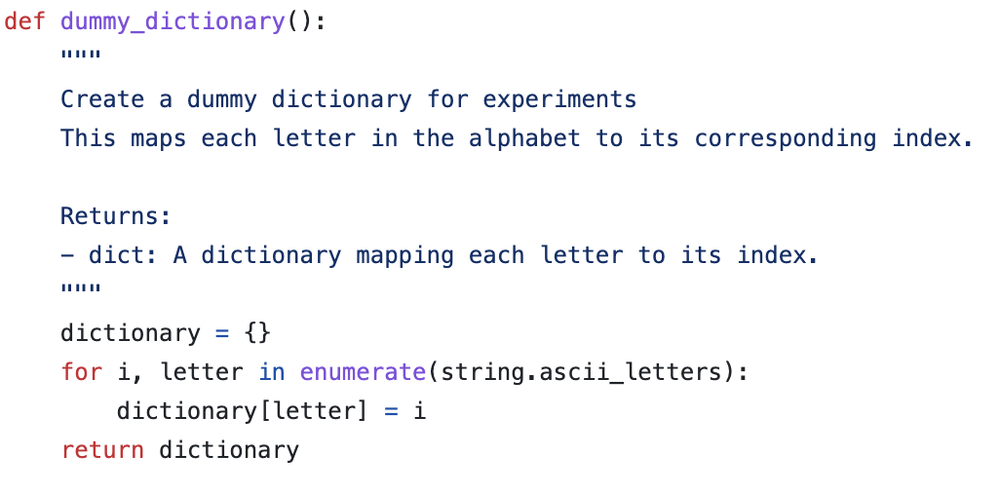 def dummy_dictionary():
    """
    Create a dummy dictionary for experiments
    This maps each letter in the alphabet to its corresponding index.

    Returns:
    - dict: A dictionary mapping each letter to its index.
    """
    dictionary = {}
    for i, letter in enumerate(string.ascii_letters):
        dictionary[letter] = i
    return dictionary